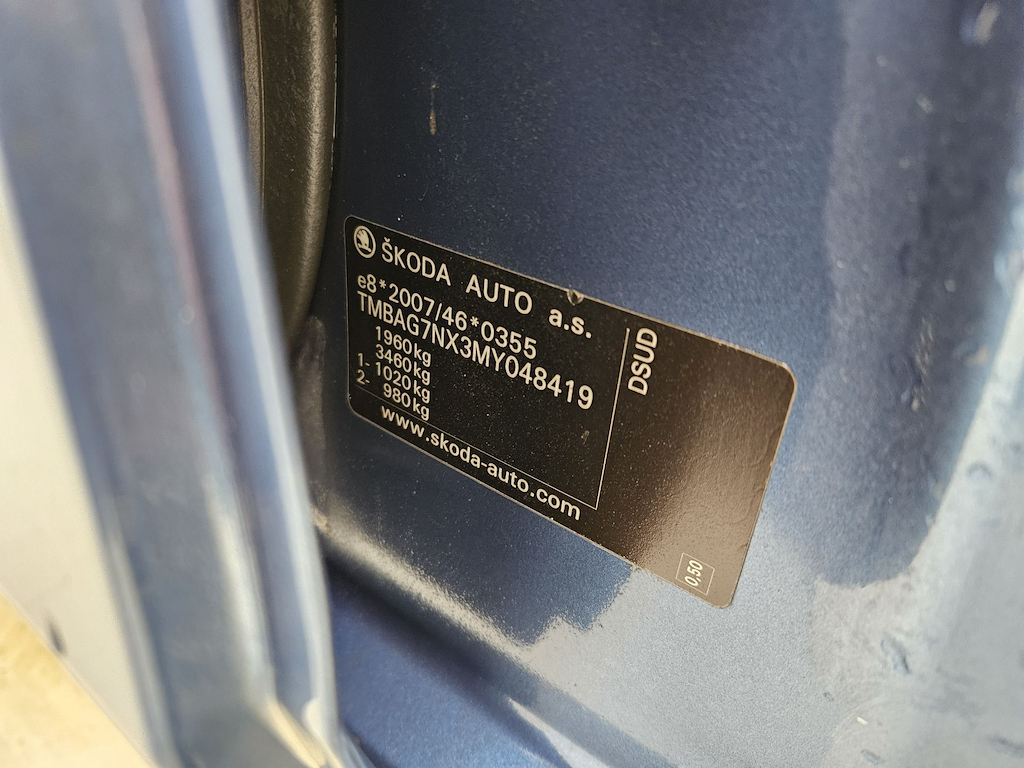 ŠKODA AUTO a.s.
e8*2007/46*0355
TMBAG7NX3MY048419
1960kg
3460kg
1- 1020kg
2- 980kg
www.skoda-auto.com
DSUD
0.50